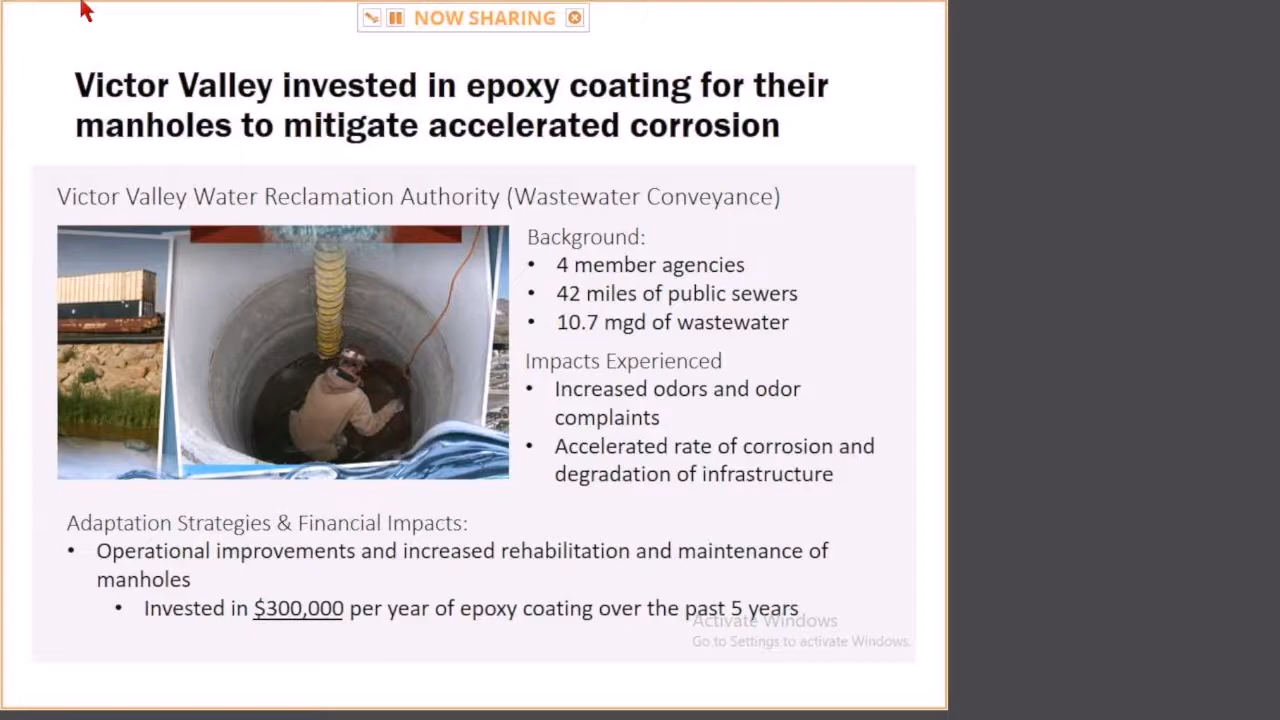 NOW SHARING
Victor Valley invested in epoxy coating for their
manholes to mitigate accelerated corrosion
Victor Valley Water Reclamation Authority (Wastewater Conveyance)
Background:
• 4 member agencies
• 42 miles of public sewers
• 10.7 mgd of wastewater
Impacts Experienced
• Increased odors and odor
complaints
• Accelerated rate of corrosion and
degradation of infrastructure
Adaptation Strategies & Financial Impacts:
• Operational improvements and increased rehabilitation and maintenance of
manholes
• Invested in $300,000 per year of epoxy coating over the past 5 years
Activate Windows
Go to Settings to activate Windows.